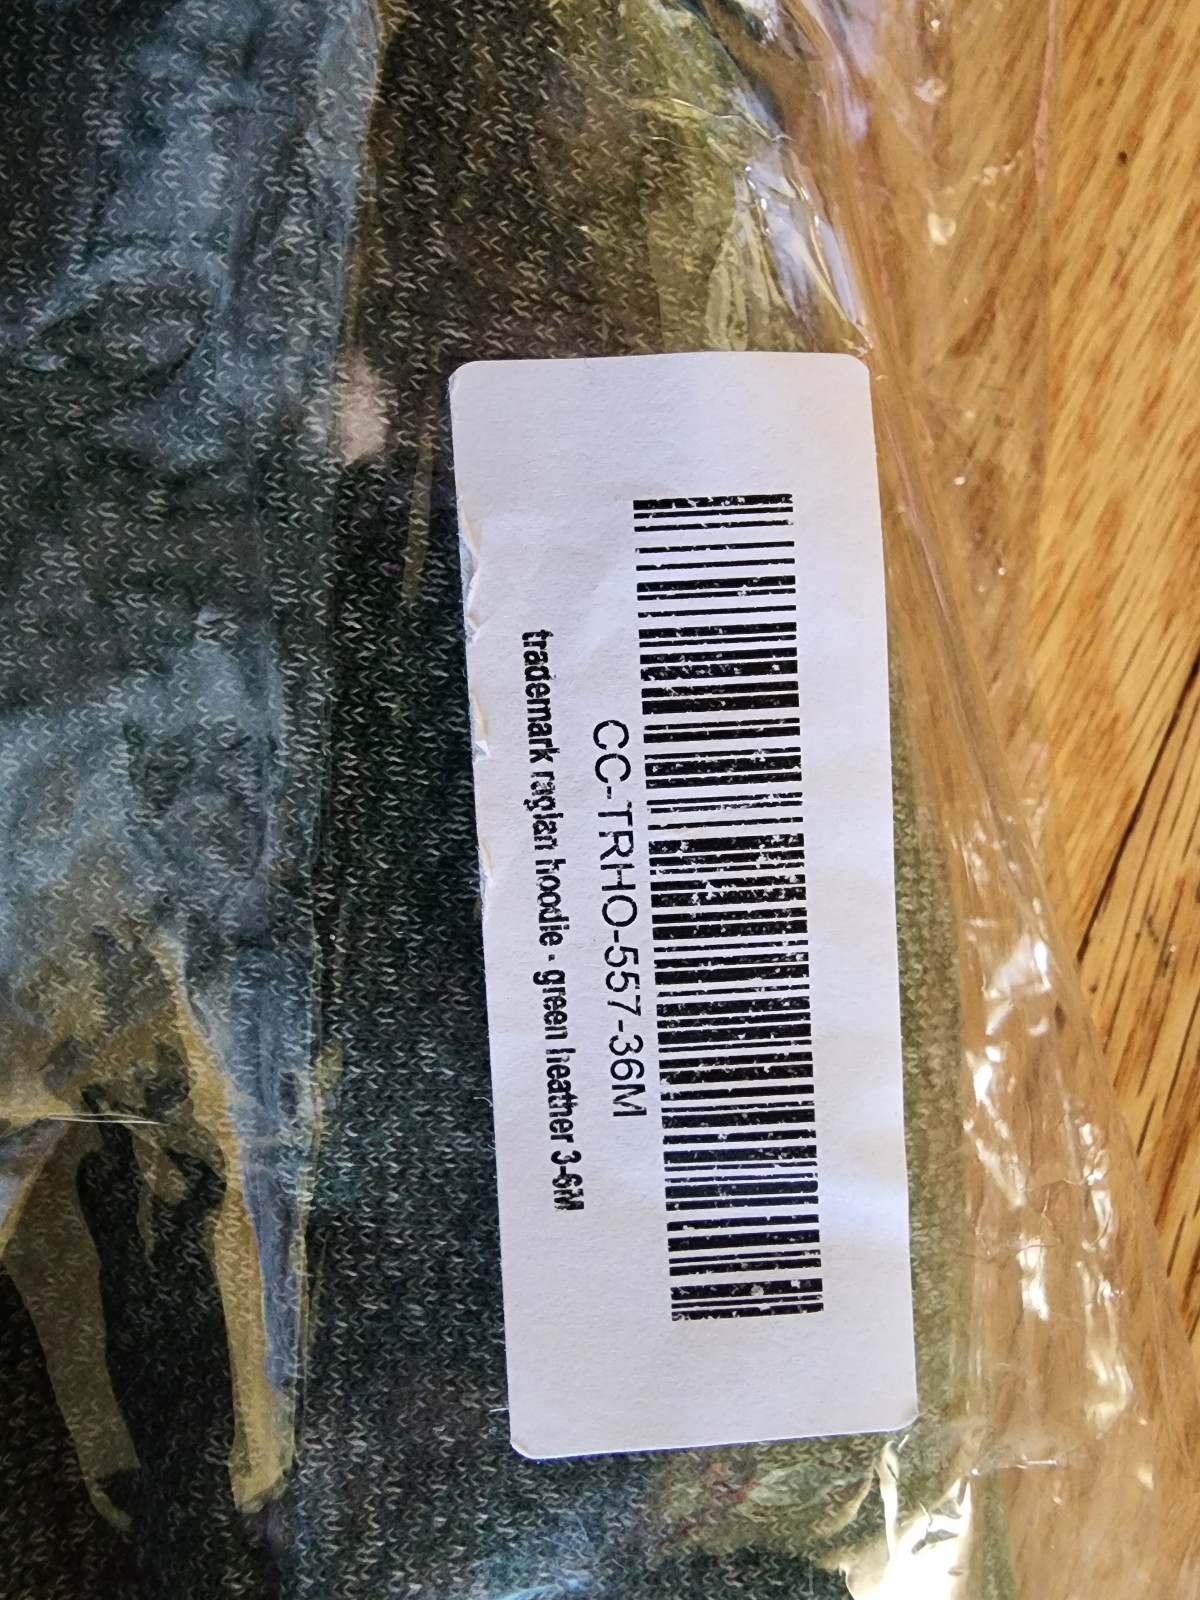 CC-TRHO-557-36M
trademark raglan hoodie - green heather 3-6M